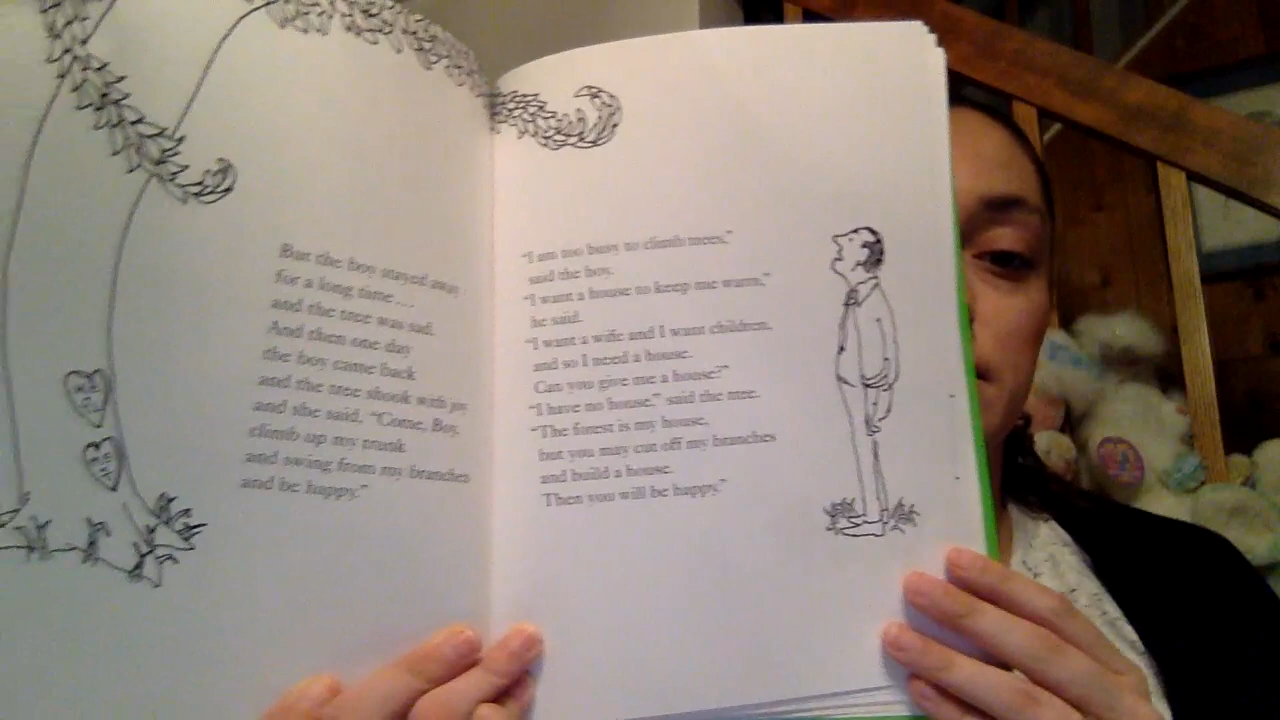 But the boy stayed away
for a long time...
and the tree was sad.
And then one day
the boy came back
and the tree shook with joy
and she said, "Come, Boy,
climb up my trunk
and swing from my branches
and be happy."
"I am too busy to climb trees,"
said the boy.
"I want a house to keep me warm,"
he said.
"I want a wife and I want children,
and so I need a house.
Can you give me a house?"
"I have no house," said the tree.
"The forest is my house,
but you may cut off my branches
and build a house.
Then you will be happy."